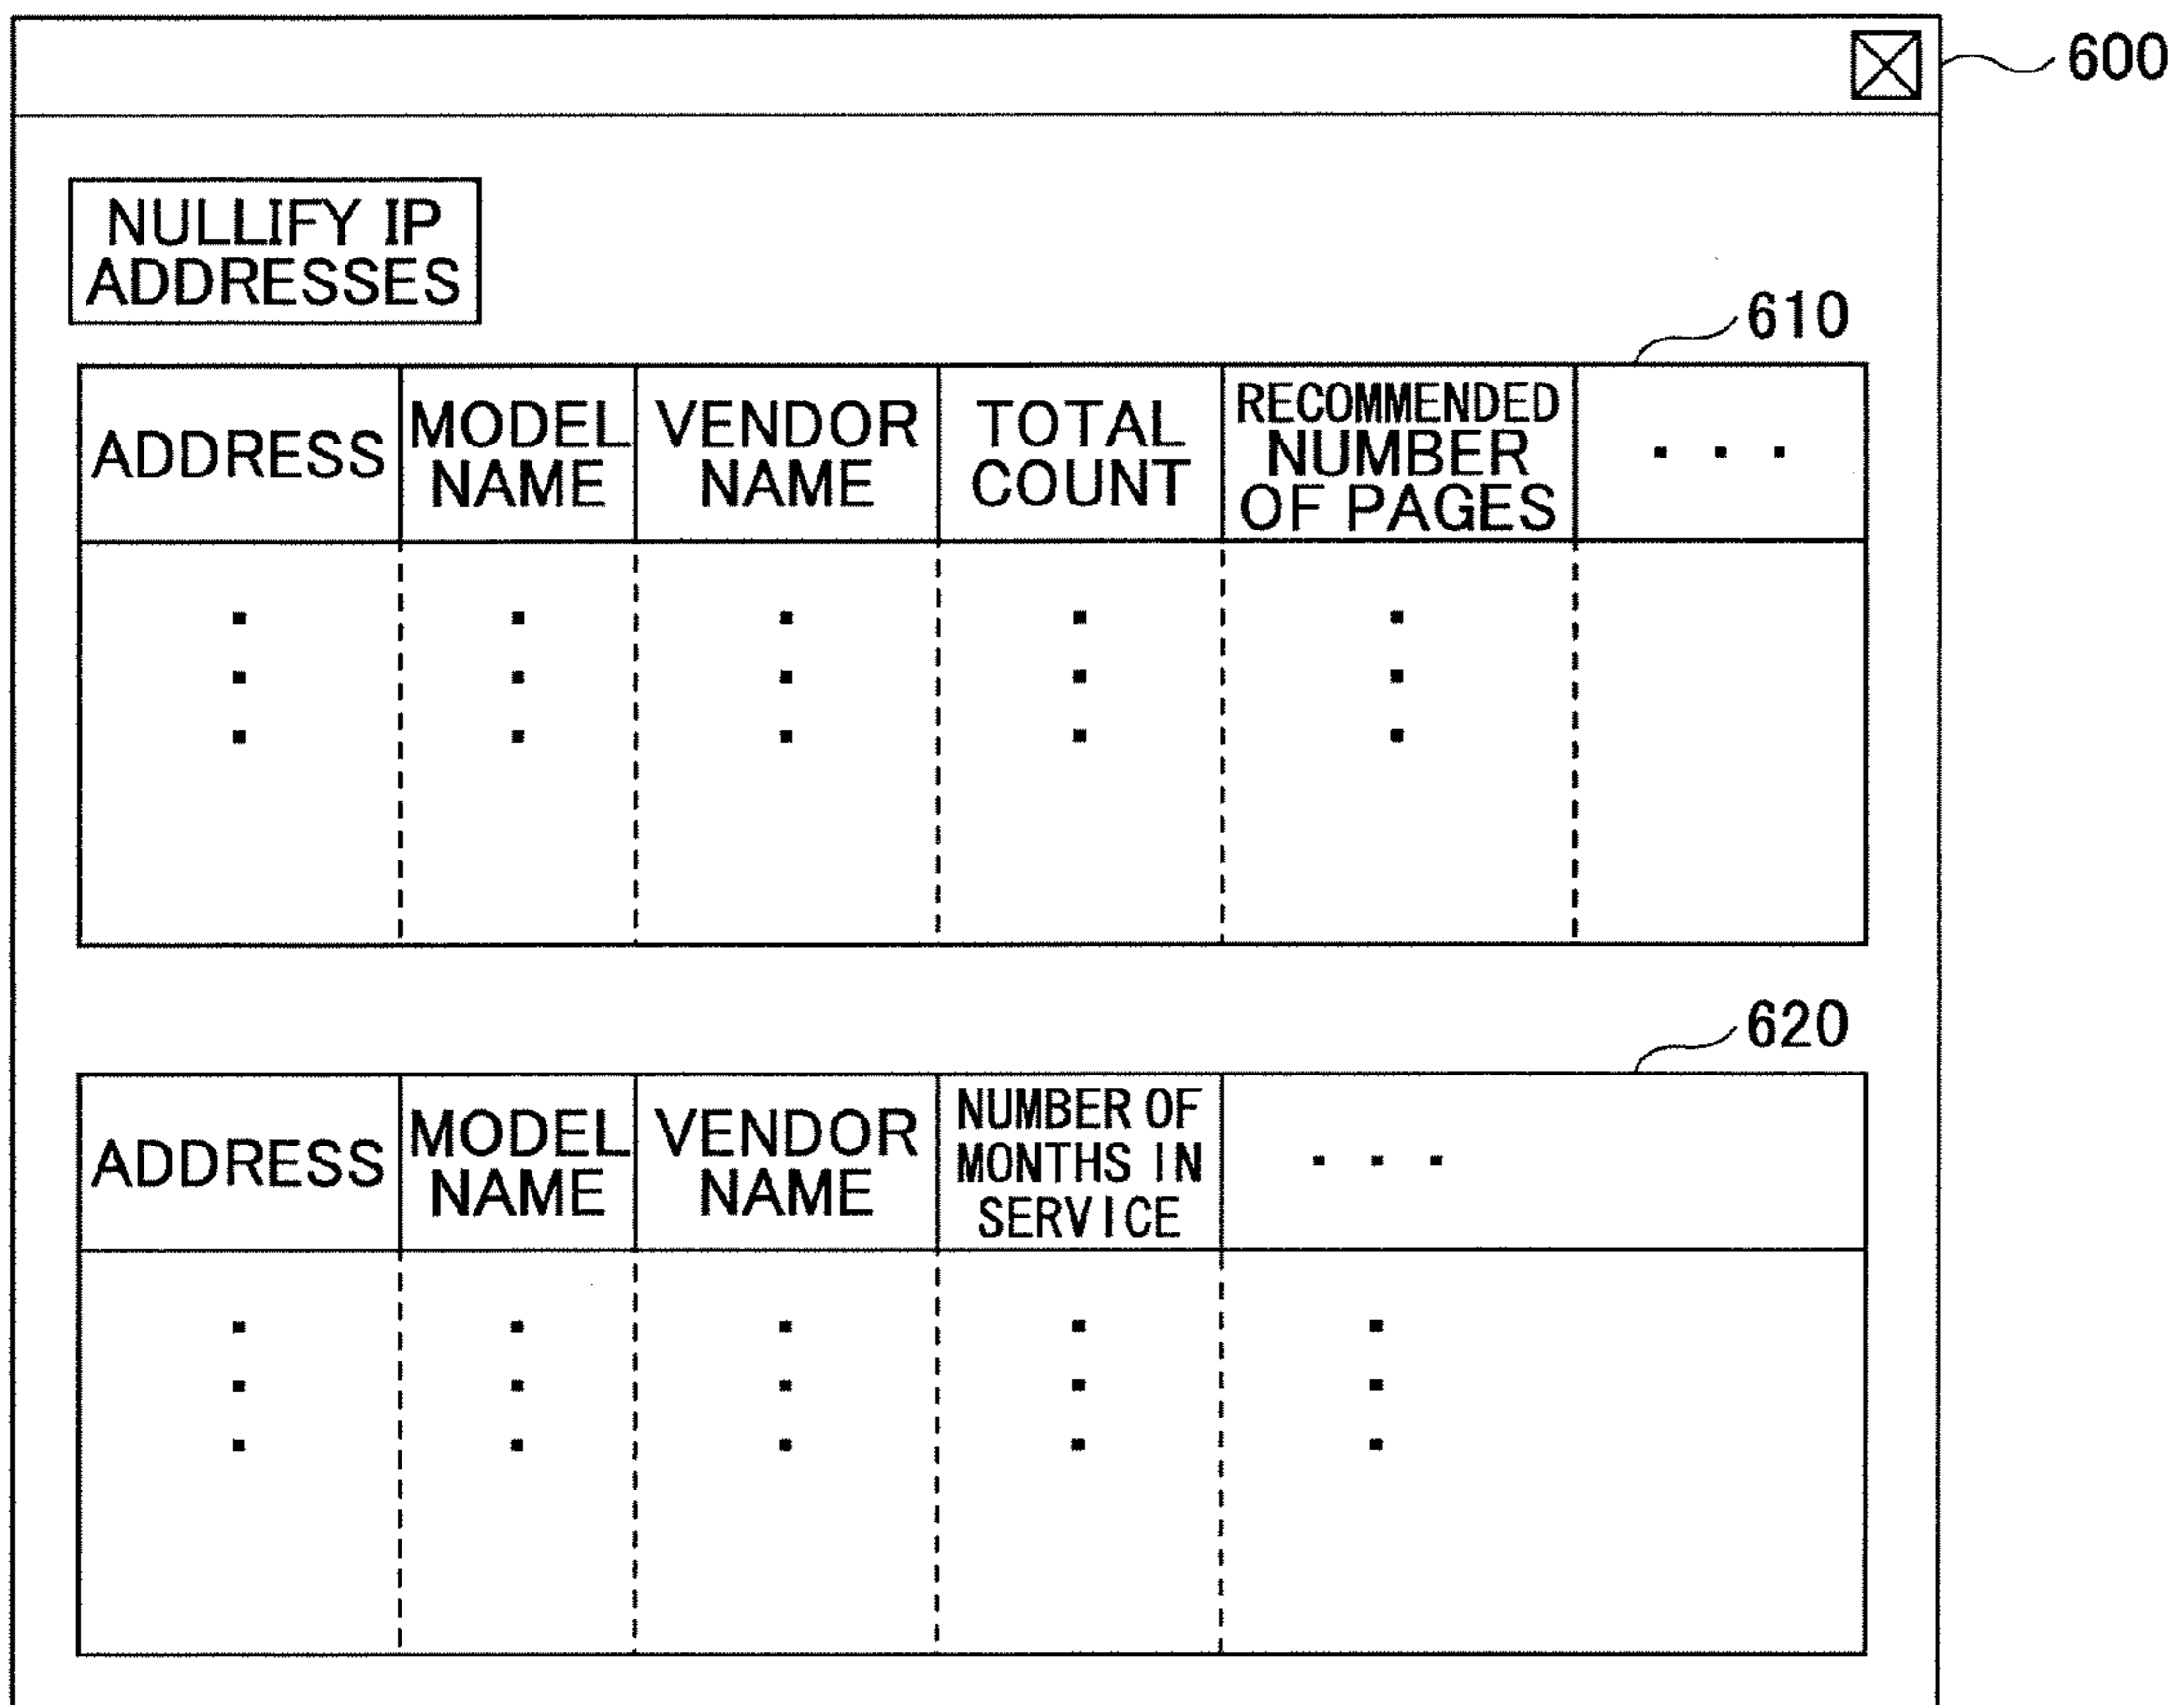 600
NULLIFY IP
ADDRESSES
610
ADDRESS
MODEL
NAME
VENDOR
NAME
TOTAL
COUNT
RECOMMENDED
NUMBER
OF PAGES
. . .
620
ADDRESS
MODEL
NAME
VENDOR
NAME
NUMBER OF
MONTHS IN
SERVICE
. . .